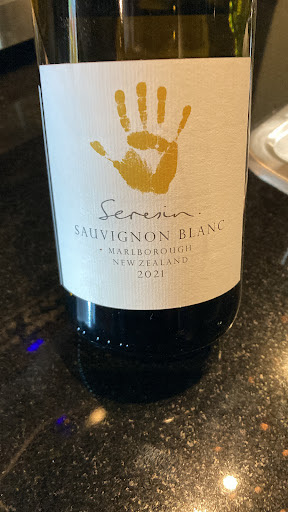 Seresin.
SAUVIGNON BLANC
• MARLBOROUGH
NEW ZEALAND
2021